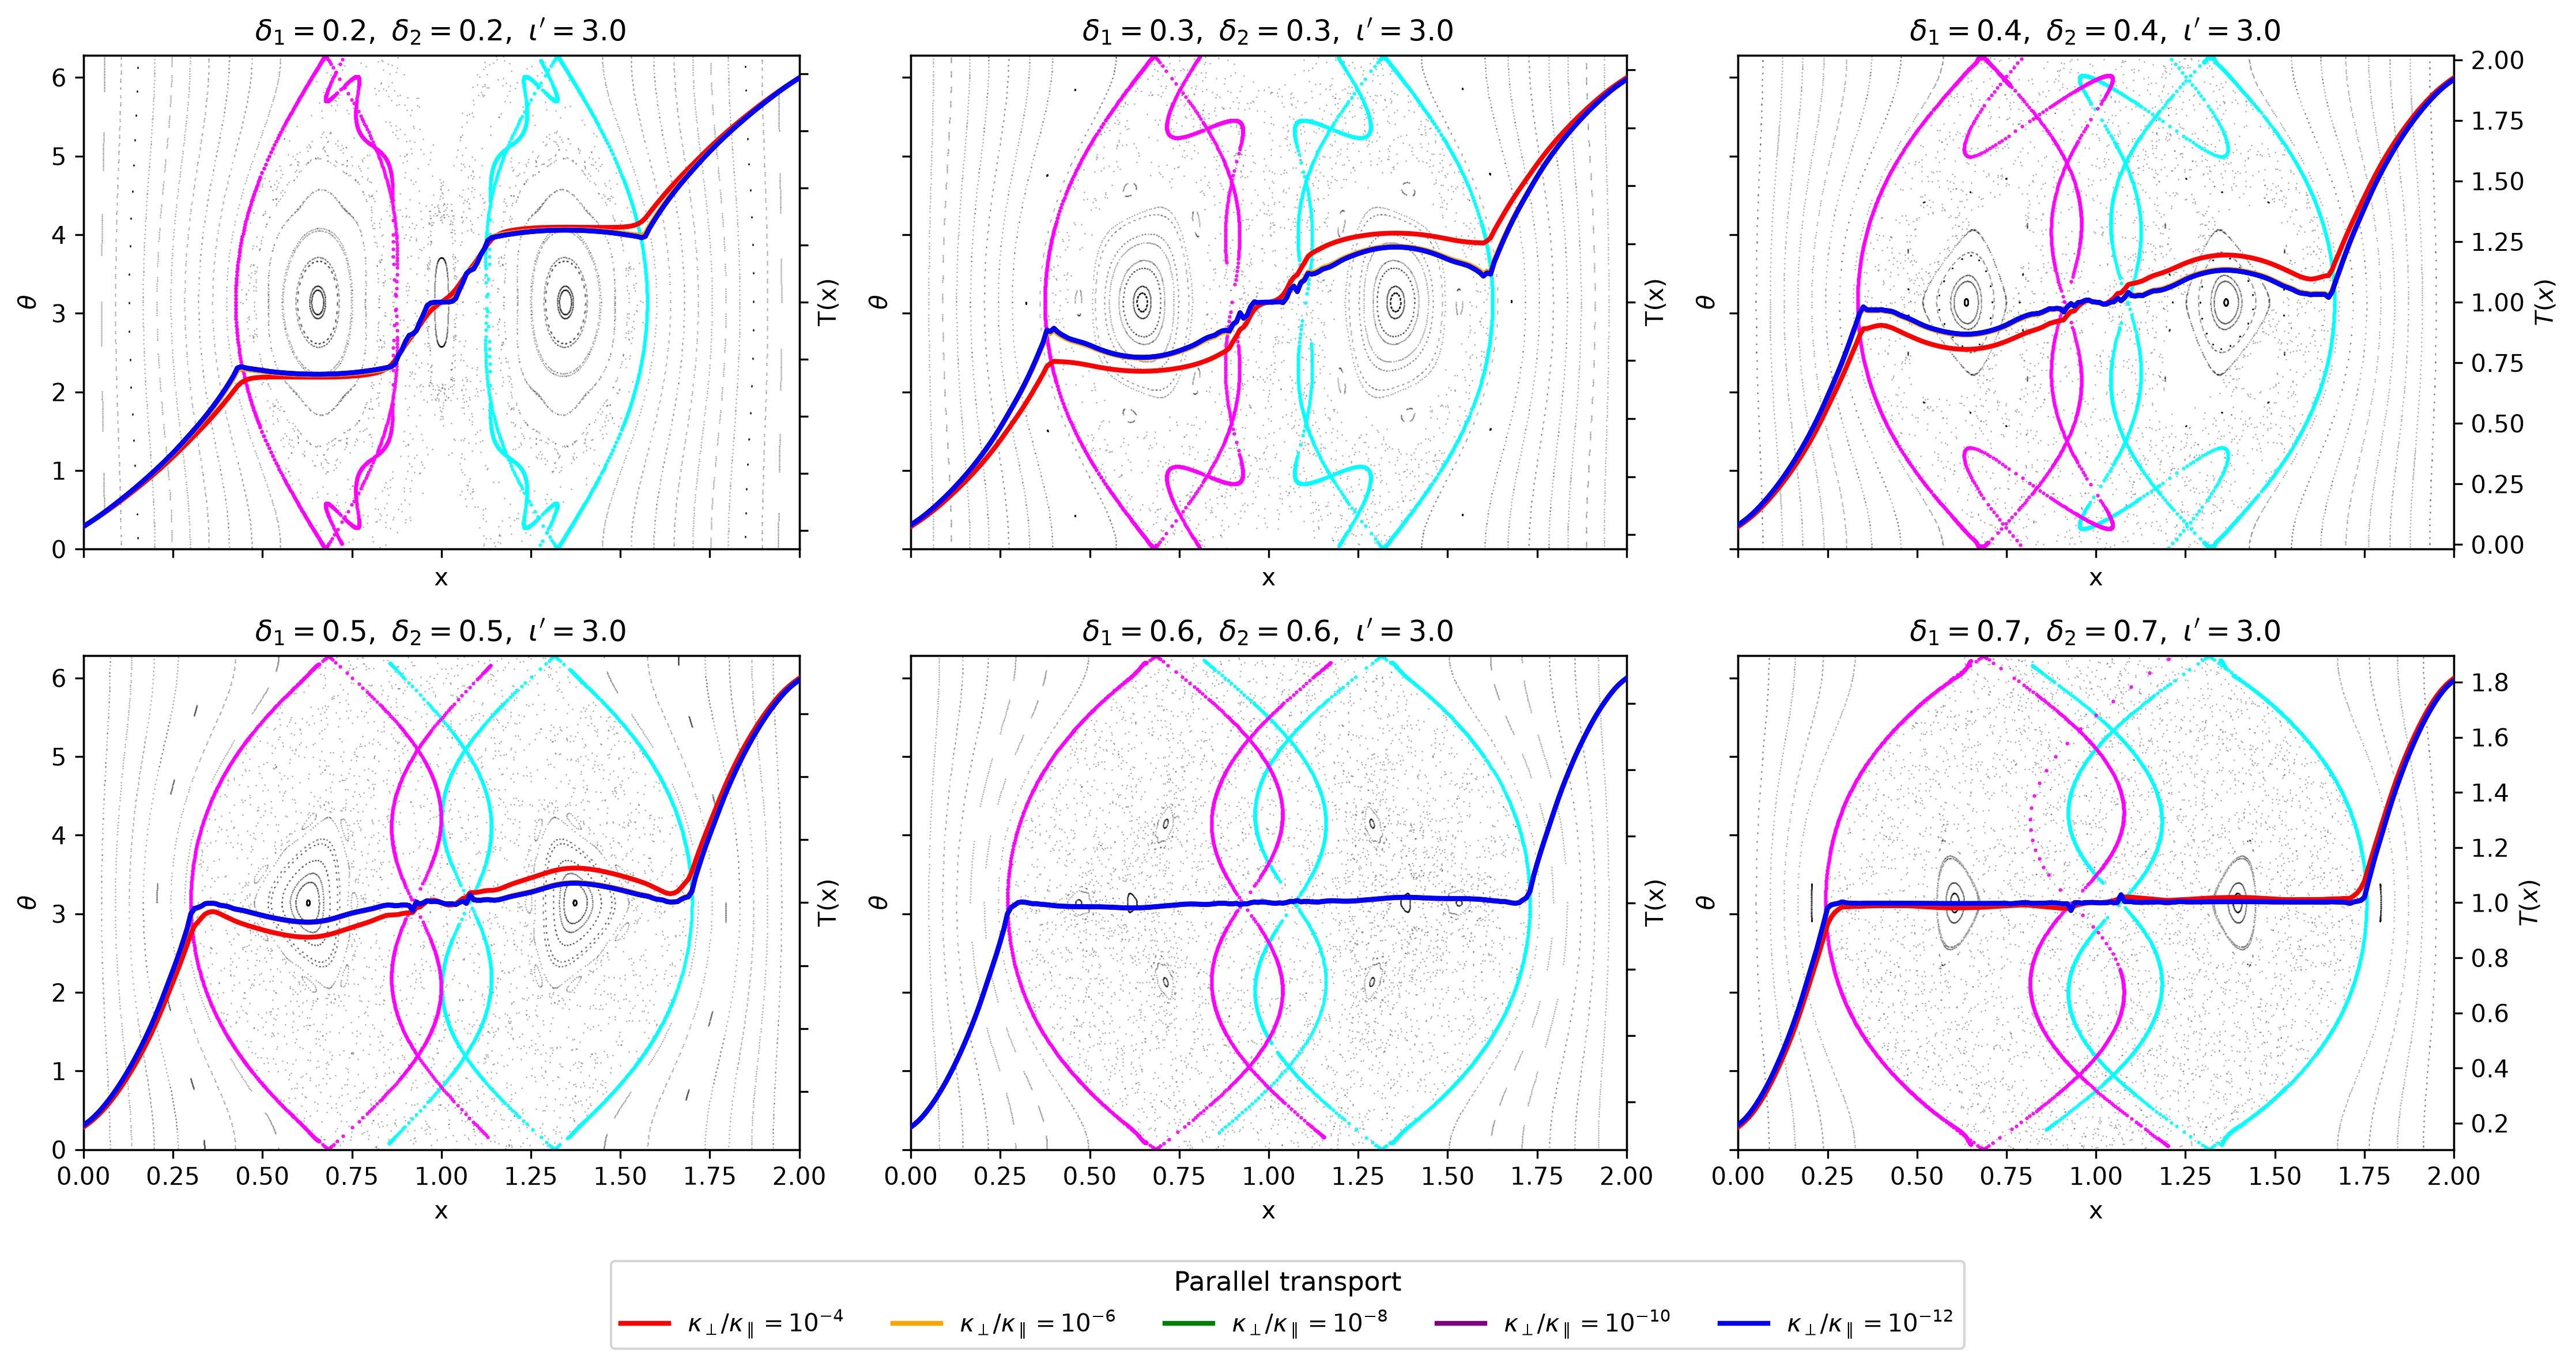 δ₁ = 0.2, δ₂ = 0.2, ι′ = 3.0
δ₁ = 0.3, δ₂ = 0.3, ι′ = 3.0
δ₁ = 0.4, δ₂ = 0.4, ι′ = 3.0
6
5
4
3
2
1
0
θ
x
T(x)
θ
x
T(x)
θ
x
2.00
1.75
1.50
1.25
1.00
0.75
0.50
0.25
0.00
T(x)
δ₁ = 0.5, δ₂ = 0.5, ι′ = 3.0
δ₁ = 0.6, δ₂ = 0.6, ι′ = 3.0
δ₁ = 0.7, δ₂ = 0.7, ι′ = 3.0
6
5
4
3
2
1
0
θ
0.00 0.25 0.50 0.75 1.00 1.25 1.50 1.75 2.00
x
T(x)
θ
0.00 0.25 0.50 0.75 1.00 1.25 1.50 1.75 2.00
x
T(x)
θ
0.00 0.25 0.50 0.75 1.00 1.25 1.50 1.75 2.00
x
1.8
1.6
1.4
1.2
1.0
0.8
0.6
0.4
0.2
T(x)
Parallel transport
κ⊥/κ∥ = 10⁻⁴
κ⊥/κ∥ = 10⁻⁶
κ⊥/κ∥ = 10⁻⁸
κ⊥/κ∥ = 10⁻¹⁰
κ⊥/κ∥ = 10⁻¹²